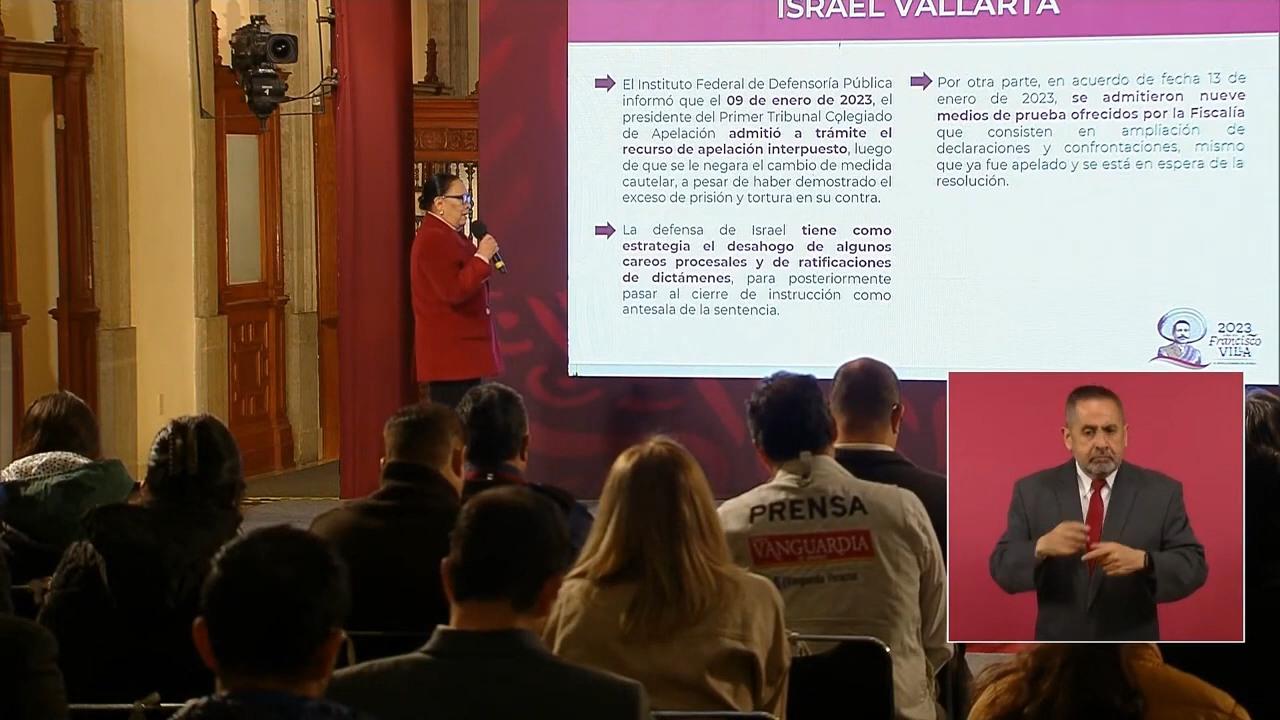 ISRAEL VALLARTA
El Instituto Federal de Defensoría Pública
informó que el 09 de enero de 2023, el
presidente del Primer Tribunal Colegiado
de Apelación admitió a trámite el
recurso de apelación interpuesto, luego
de que se le negara el cambio de medida
cautelar, a pesar de haber demostrado el
exceso de prisión y tortura en su contra.
La defensa de Israel tiene como
estrategia el desahogo de algunos
careos procesales y de ratificaciones
de dictámenes, para posteriormente
pasar al cierre de instrucción como
antesala de la sentencia.
Por otra parte, en acuerdo de fecha 13 de
enero de 2023, se admitieron nueve
medios de prueba ofrecidos por la Fiscalía
que consisten en ampliación de
declaraciones y confrontaciones, mismo
que ya fue apelado y se está en espera de la
resolución.
2023
Francisco
VILLA
PRENSA
VANGUARDIA